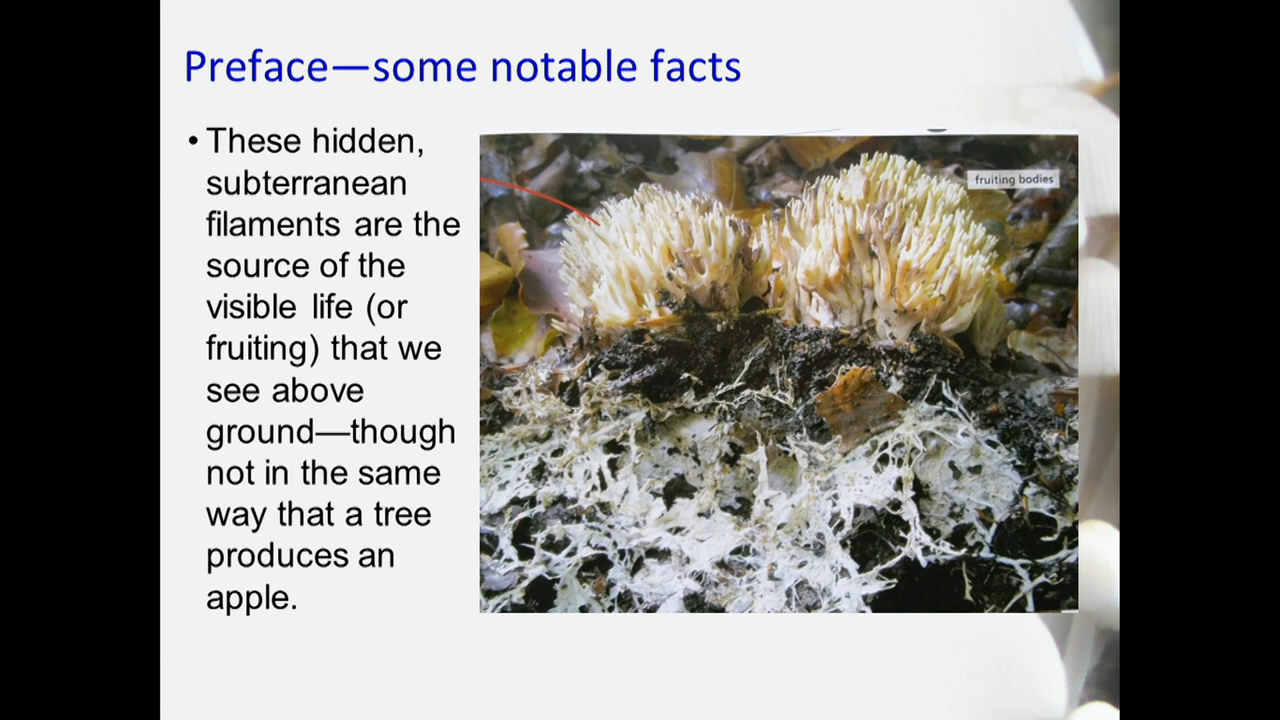 Preface—some notable facts
• These hidden,
subterranean
filaments are the
source of the
visible life (or
fruiting) that we
see above
ground—though
not in the same
way that a tree
produces an
apple.
fruiting bodies